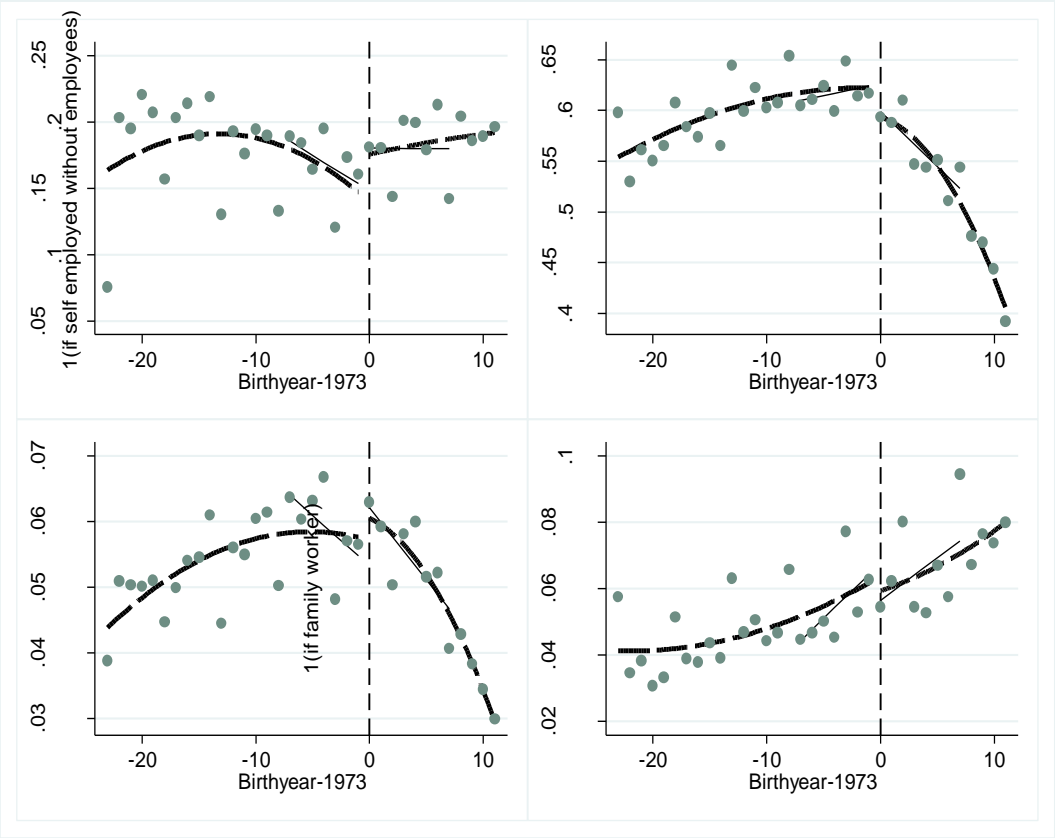 1(if self employed without employees)
.25
.2
.15
.1
.05
-20 -10 0 10
Birthyear-1973
.65
.6
.55
.5
.45
.4
-20 -10 0 10
Birthyear-1973
.07
.06
.05
.04
.03
-20 -10 0 10
Birthyear-1973
1(if family worker)
.1
.08
.06
.04
.02
-20 -10 0 10
Birthyear-1973